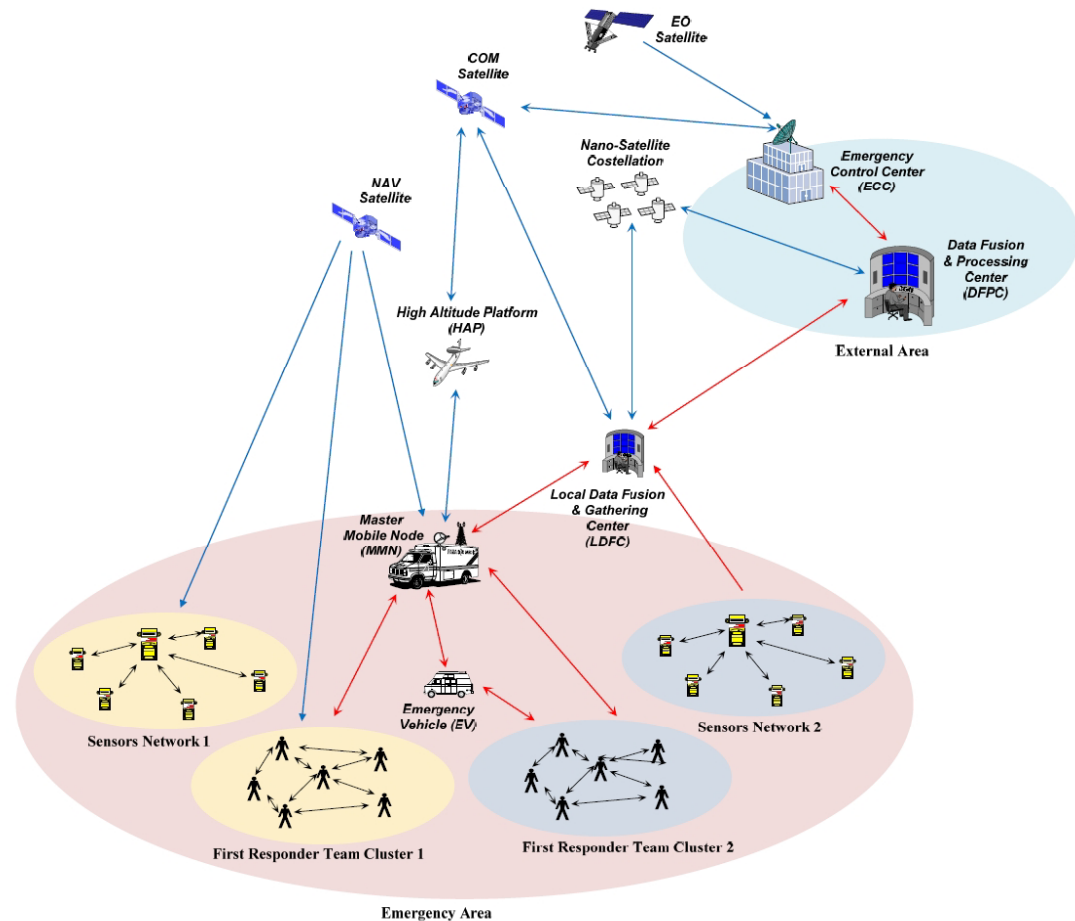 EO
Satellite
COM
Satellite
Nano-Satellite
Costellation
Emergency
Control Center
(ECC)
NAV
Satellite
Data Fusion
& Processing
Center
(DFPC)
High Altitude Platform
(HAP)
External Area
Local Data Fusion
& Gathering
Center
(LDFC)
Master
Mobile Node
(MMN)
Emergency
Vehicle (EV)
Sensors Network 1
Sensors Network 2
First Responder Team Cluster 1
First Responder Team Cluster 2
Emergency Area